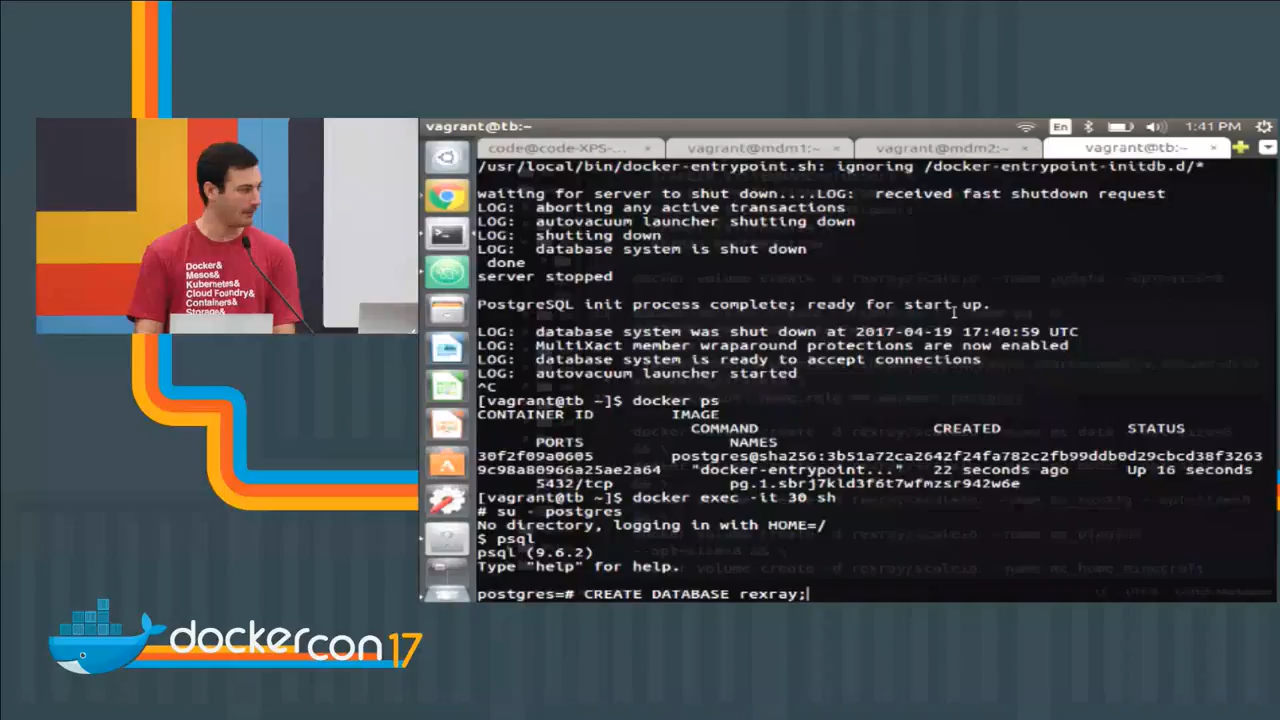 vagrant@tb:~
En
1:41 PM
code@code-XPS-...
vagrant@mdm1:~
vagrant@mdm2:~
vagrant@tb:~
/usr/local/bin/docker-entrypoint.sh: ignoring /docker-entrypoint-initdb.d/*
waiting for server to shut down....LOG:  received fast shutdown request
LOG:  aborting any active transactions
LOG:  autovacuum launcher shutting down
LOG:  shutting down
LOG:  database system is shut down
done
server stopped
PostgreSQL init process complete; ready for start up.
LOG:  database system was shut down at 2017-04-19 17:40:59 UTC
LOG:  MultiXact member wraparound protections are now enabled
LOG:  database system is ready to accept connections
LOG:  autovacuum launcher started
^C
[vagrant@tb ~]$ docker ps
CONTAINER ID IMAGE
COMMAND CREATED STATUS
PORTS NAMES
30f2f09a0605 postgres@sha256:3b51a72ca2642f24fa782c2fb99ddb0d29cbcd38f3263
9c98a80966a25ae2a64 "docker-entrypoint..." 22 seconds ago Up 16 seconds
5432/tcp pg.1.sbrj7kld3f6t7wfmzsr942w6e
[vagrant@tb ~]$ docker exec -it 30 sh
# su - postgres
No directory, logging in with HOME=/
$ psql
psql (9.6.2)
Type "help" for help.
postgres=# CREATE DATABASE rexray;
Docker&
Mesos&
Kubernetes&
Cloud Foundry&
Containers&
Storage&
dockercon 17